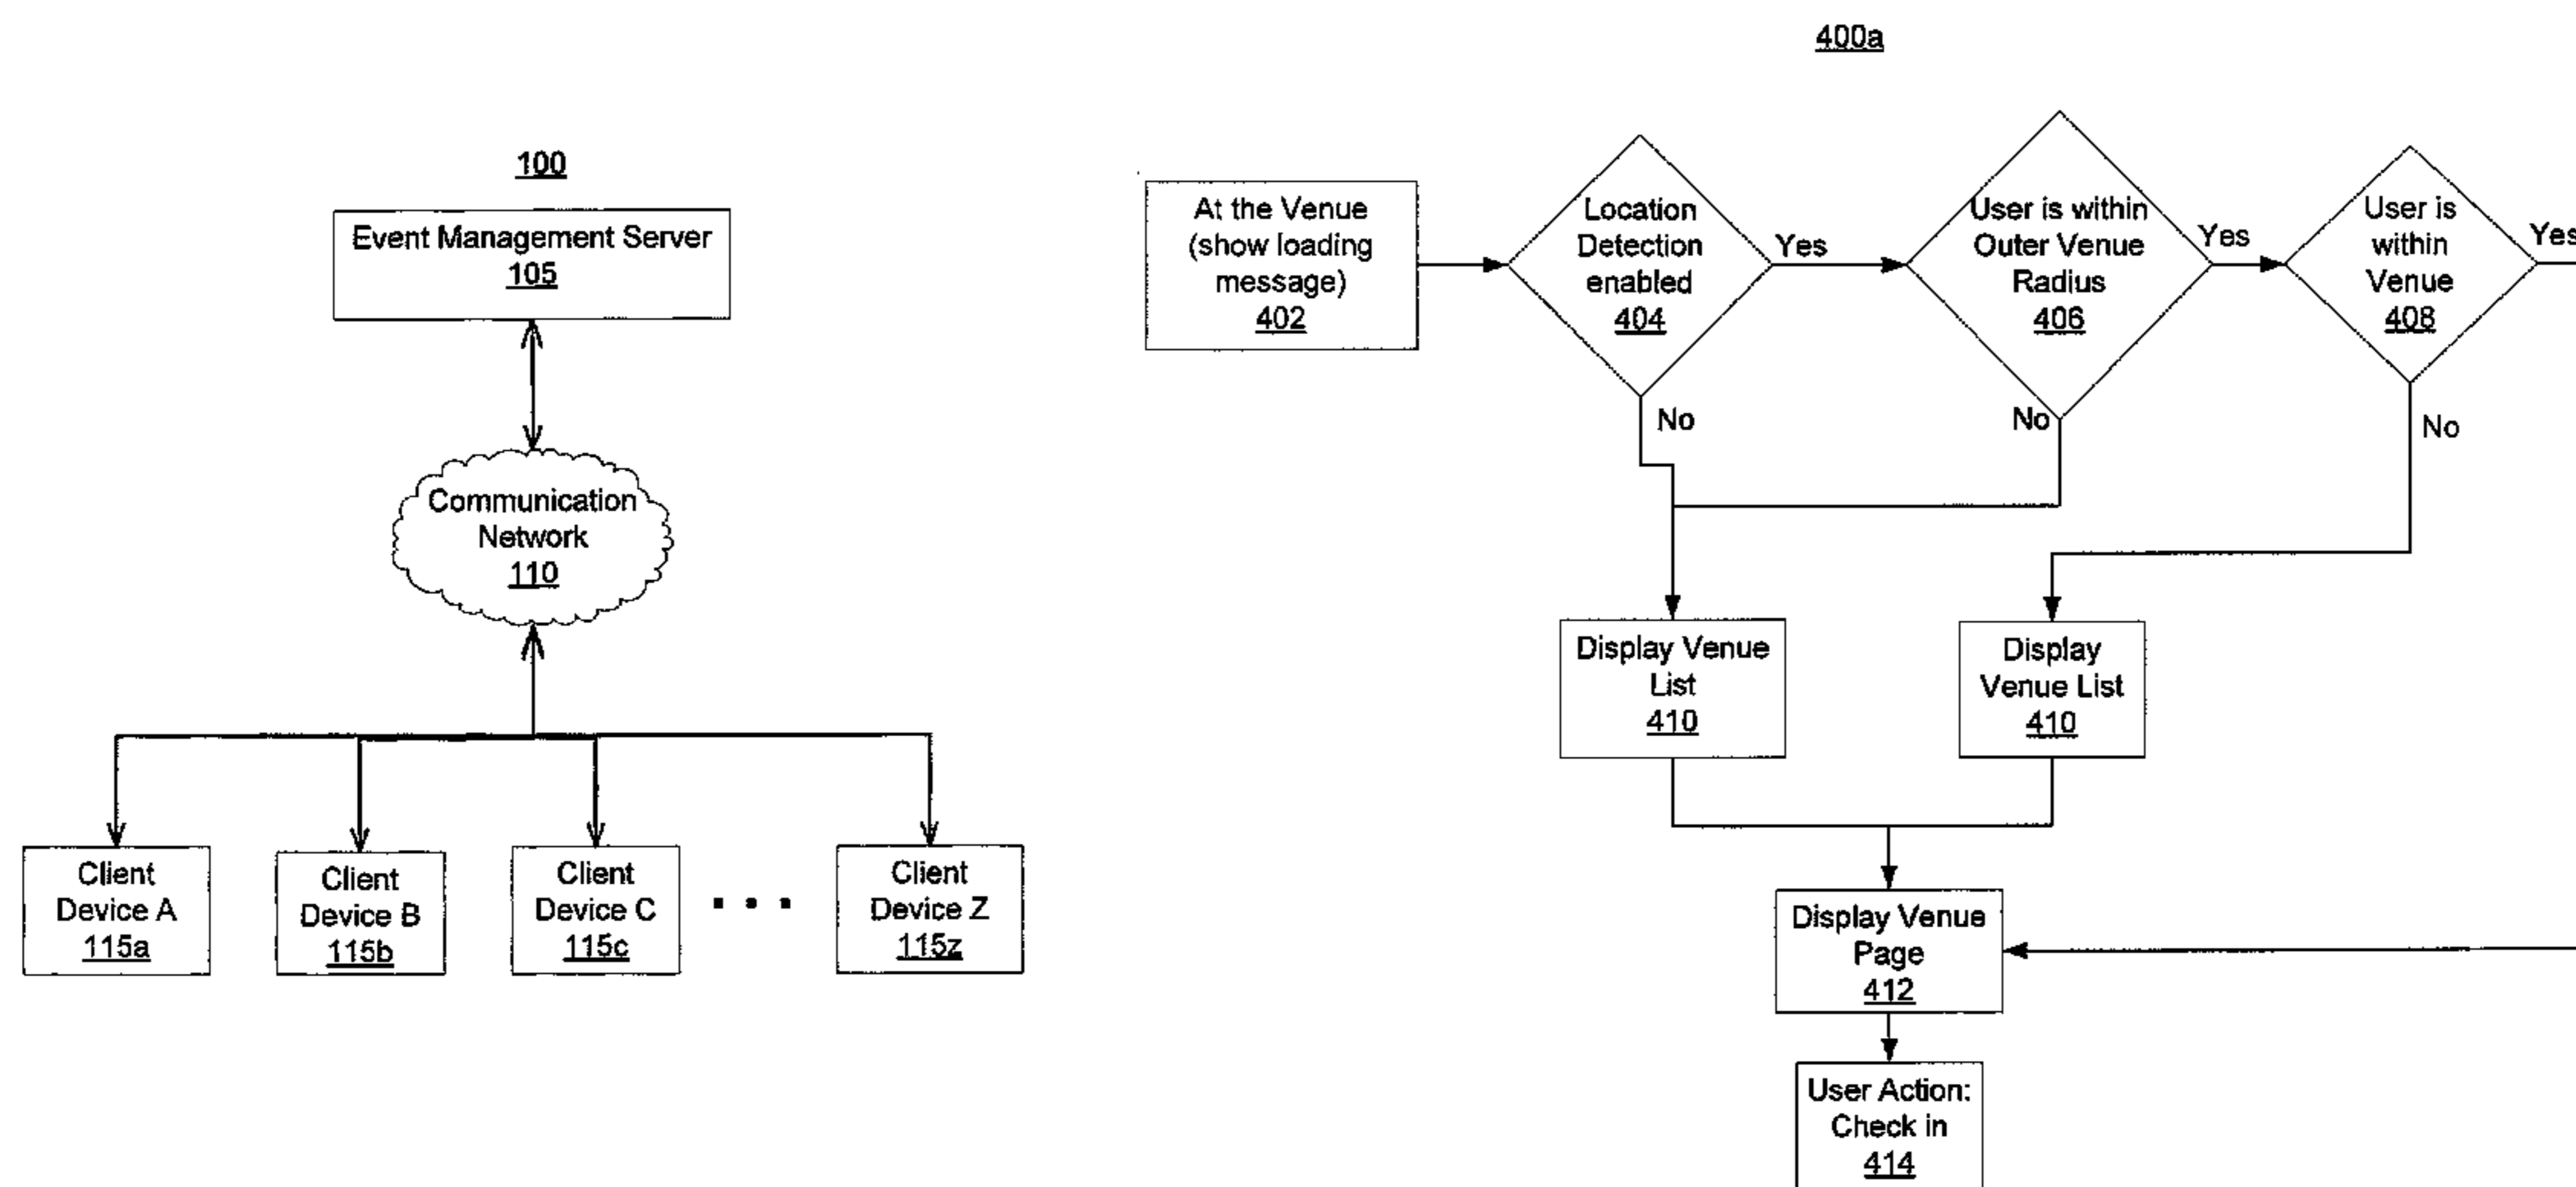 100
Event Management Server
105
Communication
Network
110
Client
Device A
115a
Client
Device B
115b
Client
Device C
115c
Client
Device Z
115z
400a
At the Venue
(show loading
message)
402
Location
Detection
enabled
404
Yes
No
User is within
Outer Venue
Radius
406
Yes
No
User is
within
Venue
408
Yes
No
Display Venue
List
410
Display
Venue List
410
Display Venue
Page
412
User Action:
Check in
414